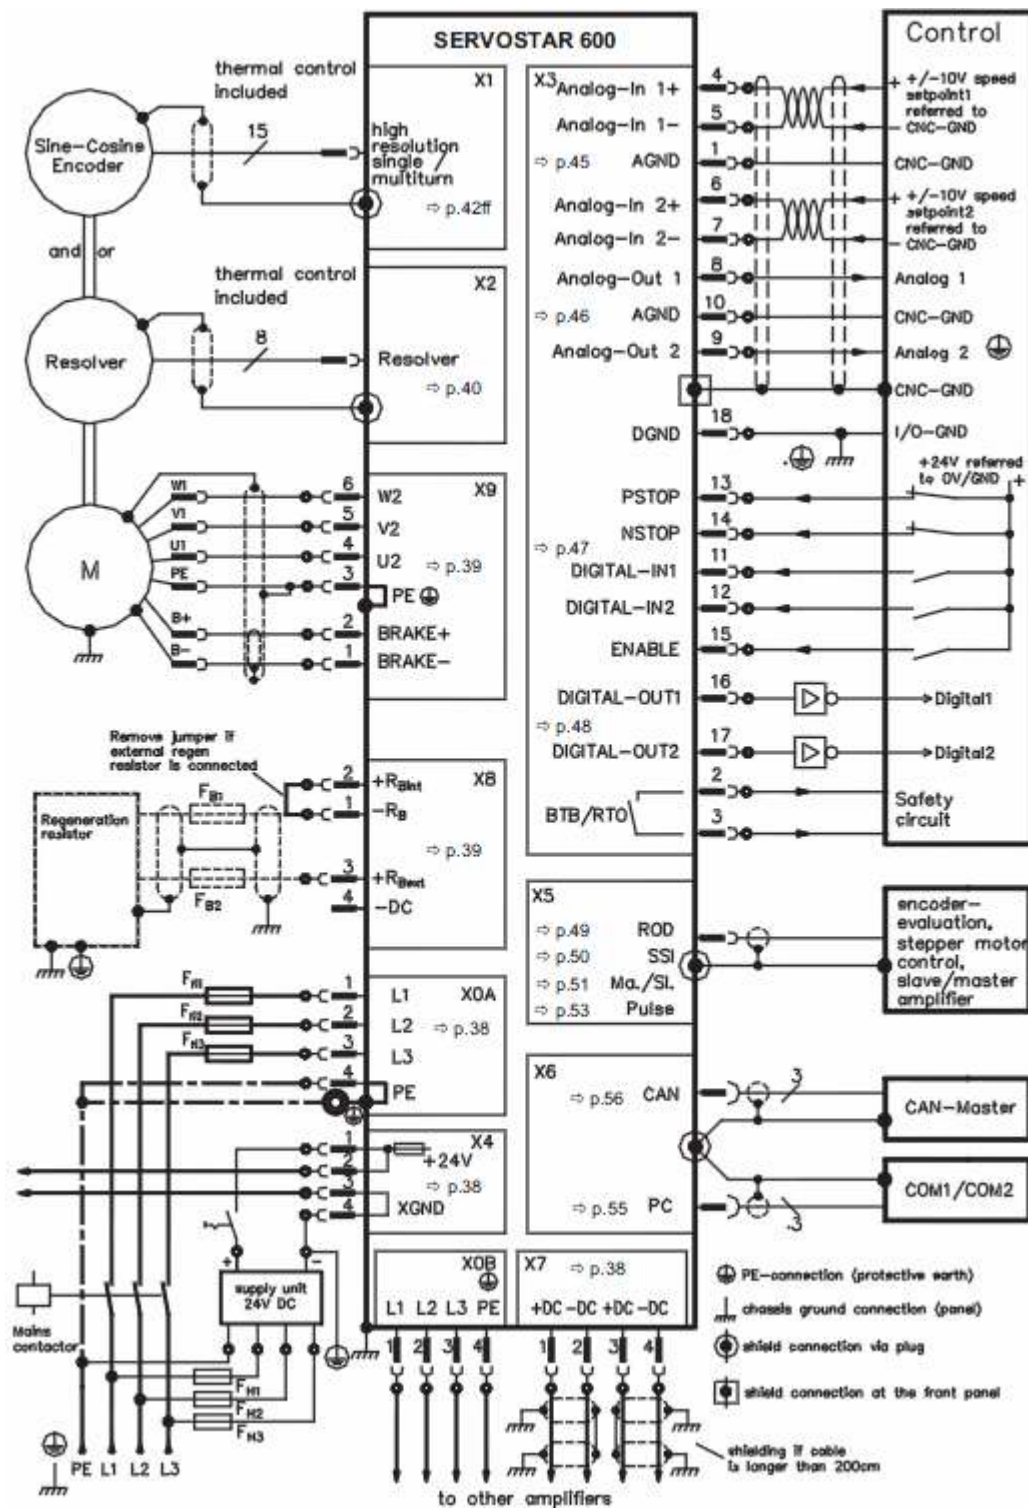 SERVOSTAR 600
Control
thermal control
included
Sine-Cosine
Encoder
15
X1
high
resolution
single
multiturn
⇨ p.42ff
and or
thermal control
included
Resolver
8
X2
Resolver
⇨ p.40
M
W1
V1
U1
PE
B+
B-
X9
6
W2
5
V2
4
U2
⇨ p.39
3
PE
2
BRAKE+
1
BRAKE-
Remove jumper if
external regen
resistor is connected
Regeneration
resistor
FB1
FB2
X8
2
+RBint
1
-RB
⇨ p.39
3
+RBext
4
-DC
FN1
FN2
FN3
1
L1
X0A
2
L2
⇨ p.38
3
L3
4
PE
1
X4
2
+24V
3
⇨ p.38
4
XGND
+
-
supply unit
24V DC
Mains
contactor
FH1
FH2
FH3
PE L1 L2 L3
X0B
L1 L2 L3 PE
1 2 3 4
X7
⇨ p.38
+DC -DC +DC -DC
1 2 3 4
to other amplifiers
X3
Analog-In 1+
4
+ +/-10V speed
setpoint1
referred to
Analog-In 1-
5
- CNC-GND
⇨ p.45
AGND
1
CNC-GND
Analog-In 2+
6
+ +/-10V speed
setpoint2
referred to
Analog-In 2-
7
- CNC-GND
Analog-Out 1
8
Analog 1
⇨ p.46
AGND
10
CNC-GND
Analog-Out 2
9
Analog 2
CNC-GND
DGND
18
I/O-GND
+24V referred
to 0V/GND
+
PSTOP
13
NSTOP
14
⇨ p.47
DIGITAL-IN1
11
DIGITAL-IN2
12
ENABLE
15
DIGITAL-OUT1
16
Digital1
⇨ p.48
DIGITAL-OUT2
17
Digital2
BTB/RTO
2
3
Safety
circuit
X5
⇨ p.49 ROD
⇨ p.50 SSI
⇨ p.51 Ma./Sl.
⇨ p.53 Pulse
encoder-
evaluation,
stepper motor
control,
slave/master
amplifier
X6
⇨ p.56 CAN
3
CAN-Master
⇨ p.55 PC
3
COM1/COM2
PE-connection (protective earth)
chassis ground connection (panel)
shield connection via plug
shield connection at the front panel
shielding if cable
is longer than 200cm